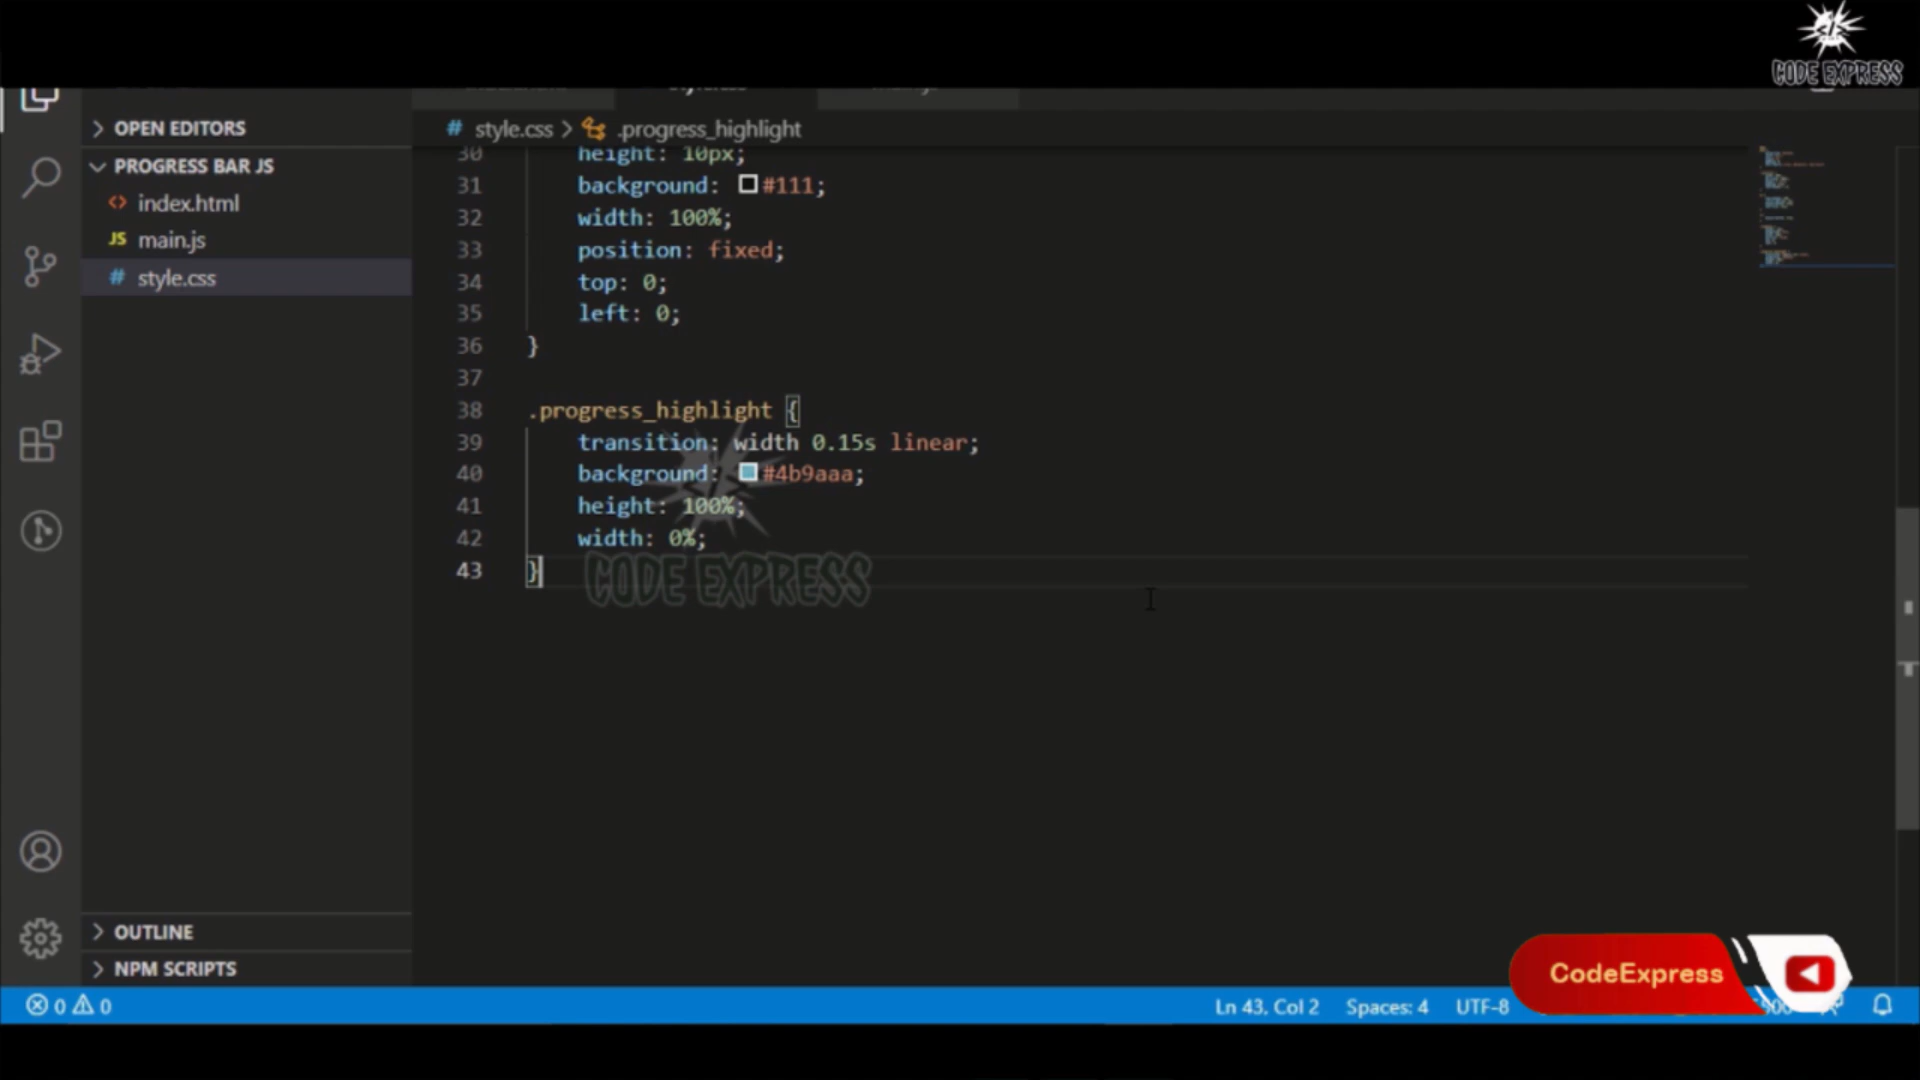 CODE EXPRESS
OPEN EDITORS
PROGRESS BAR JS
index.html
JS main.js
# style.css
# style.css > .progress_highlight
30 height: 10px;
31 background: #111;
32 width: 100%;
33 position: fixed;
34 top: 0;
35 left: 0;
36 }
37
38 .progress_highlight {
39 transition: width 0.15s linear;
40 background: #4b9aaa;
41 height: 100%;
42 width: 0%;
43 }
CODE EXPRESS
OUTLINE
NPM SCRIPTS
CodeExpress
0 0 Ln 43, Col 2 Spaces: 4 UTF-8